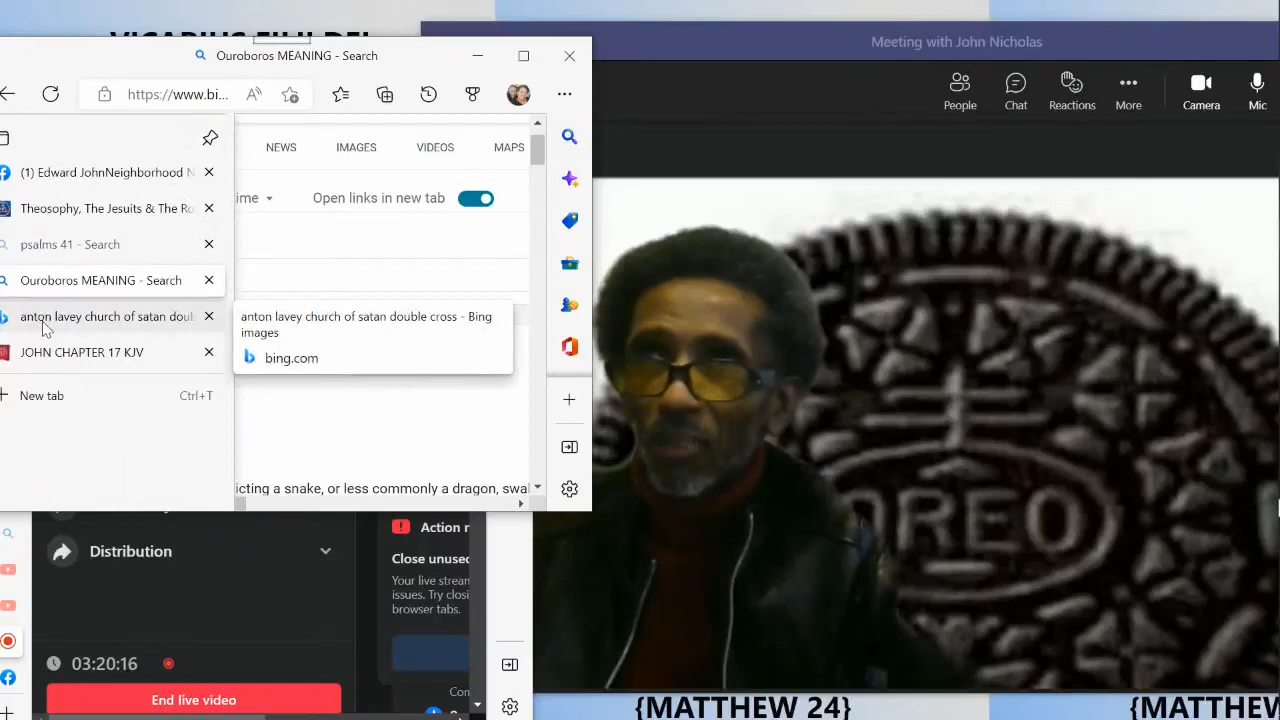 Meeting with John Nicholas
Ouroboros MEANING - Search
https://www.bi...
People
Chat
Reactions
More
Camera
Mic
NEWS
IMAGES
VIDEOS
MAPS
(1) Edward JohnNeighborhood N
Theosophy, The Jesuits & The Ro
Open links in new tab
psalms 41 - Search
Ouroboros MEANING - Search
anton lavey church of satan doub
anton lavey church of satan double cross - Bing
images
bing.com
JOHN CHAPTER 17 KJV
New tab
Ctrl+T
icting a snake, or less commonly a dragon, swal
OREO
Distribution
Action r
Close unuse
Your live strean
issues. Try closi
browser tabs.
03:20:16
End live video
{MATTHEW 24}
{MATTHEW